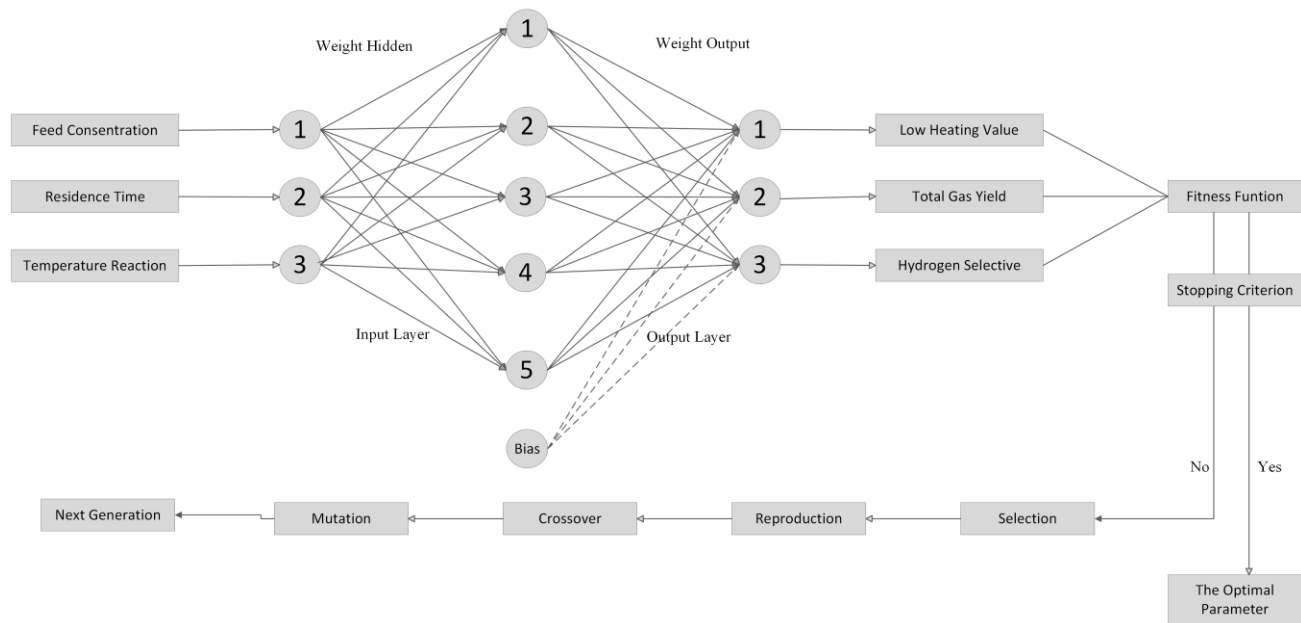 1
Weight Hidden
Weight Output
Feed Consentration
1
2
1
Low Heating Value
Residence Time
2
3
2
Total Gas Yield
Fitness Funtion
Temperature Reaction
3
4
3
Hydrogen Selective
Stopping Criterion
Input Layer
Output Layer
5
Bias
No
Yes
Next Generation
Mutation
Crossover
Reproduction
Selection
The Optimal
Parameter